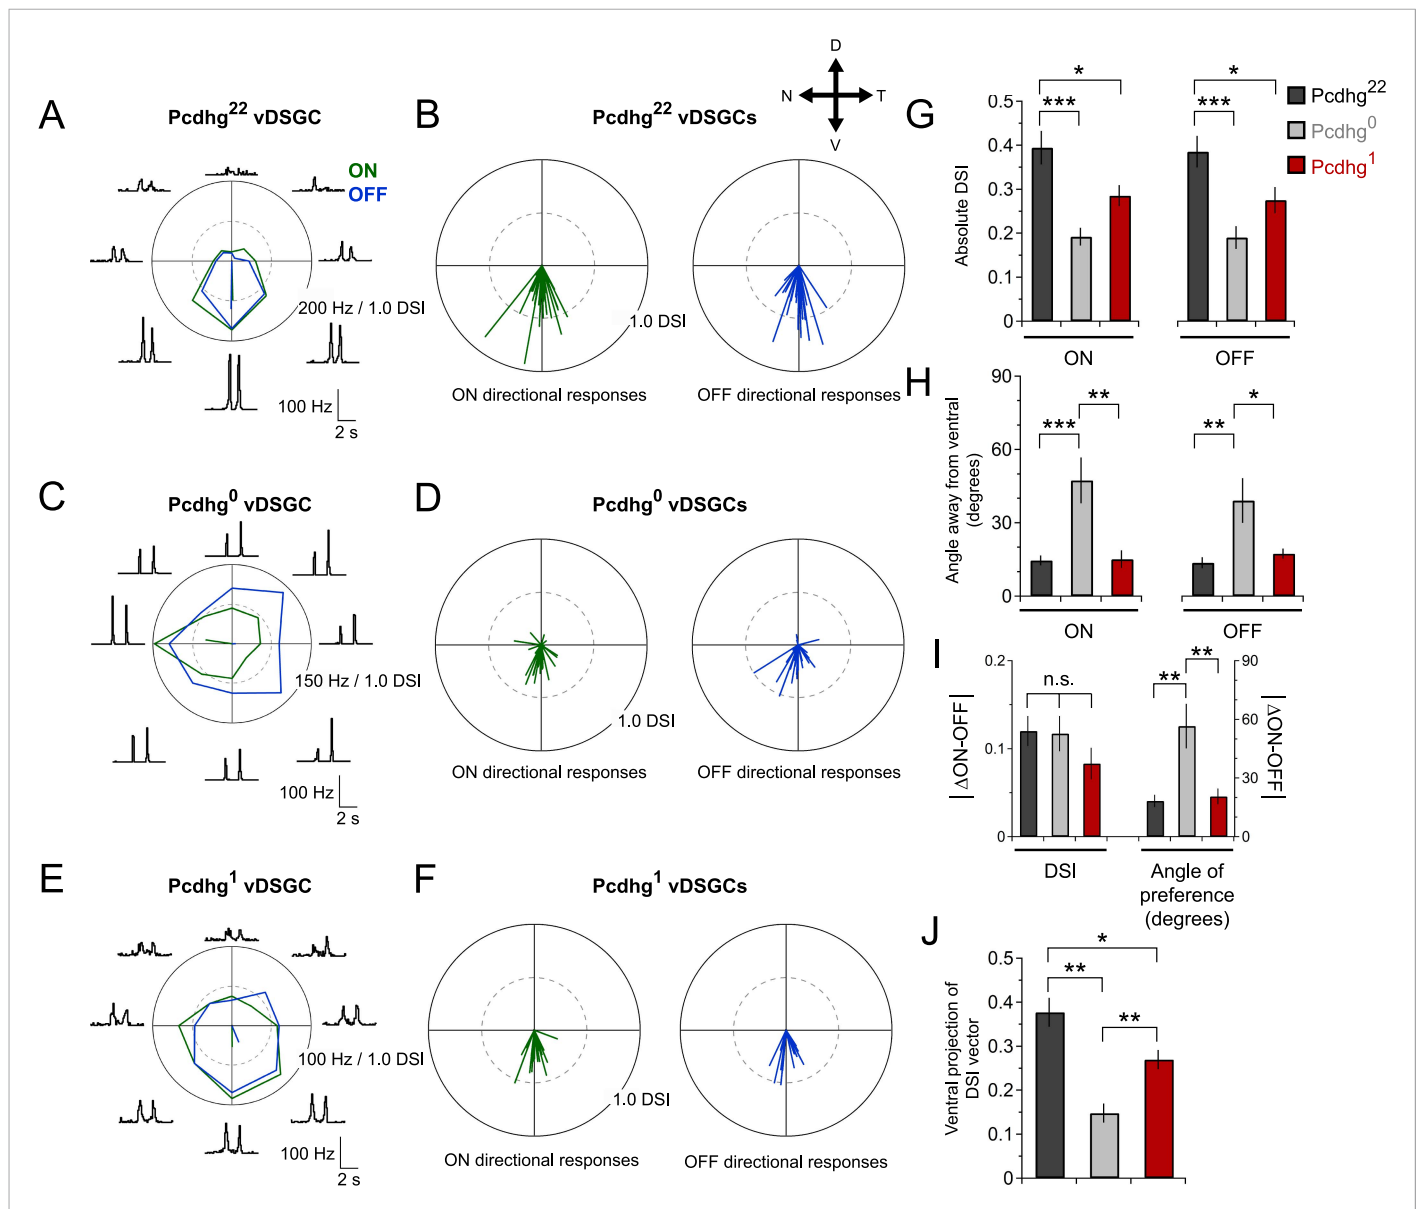 A
Pcdhg22 vDSGC
ON
OFF
200 Hz / 1.0 DSI
100 Hz
2 s
B
Pcdhg22 vDSGCs
D
N
T
V
1.0 DSI
ON directional responses
OFF directional responses
C
Pcdhg0 vDSGC
150 Hz / 1.0 DSI
100 Hz
2 s
D
Pcdhg0 vDSGCs
1.0 DSI
ON directional responses
OFF directional responses
E
Pcdhg1 vDSGC
100 Hz / 1.0 DSI
100 Hz
2 s
F
Pcdhg1 vDSGCs
1.0 DSI
ON directional responses
OFF directional responses
G
Absolute DSI
0.5
0.4
0.3
0.2
0.1
0
***
*
***
*
ON
OFF
Pcdhg22
Pcdhg0
Pcdhg1
H
Angle away from ventral
(degrees)
90
60
30
0
***
**
**
*
ON
OFF
I
|ΔON-OFF|
0.2
0.1
0
n.s.
**
**
90
60
30
0
|ΔON-OFF|
DSI
Angle of
preference
(degrees)
J
Ventral projection of
DSI vector
0.5
0.4
0.3
0.2
0.1
0
*
**
**